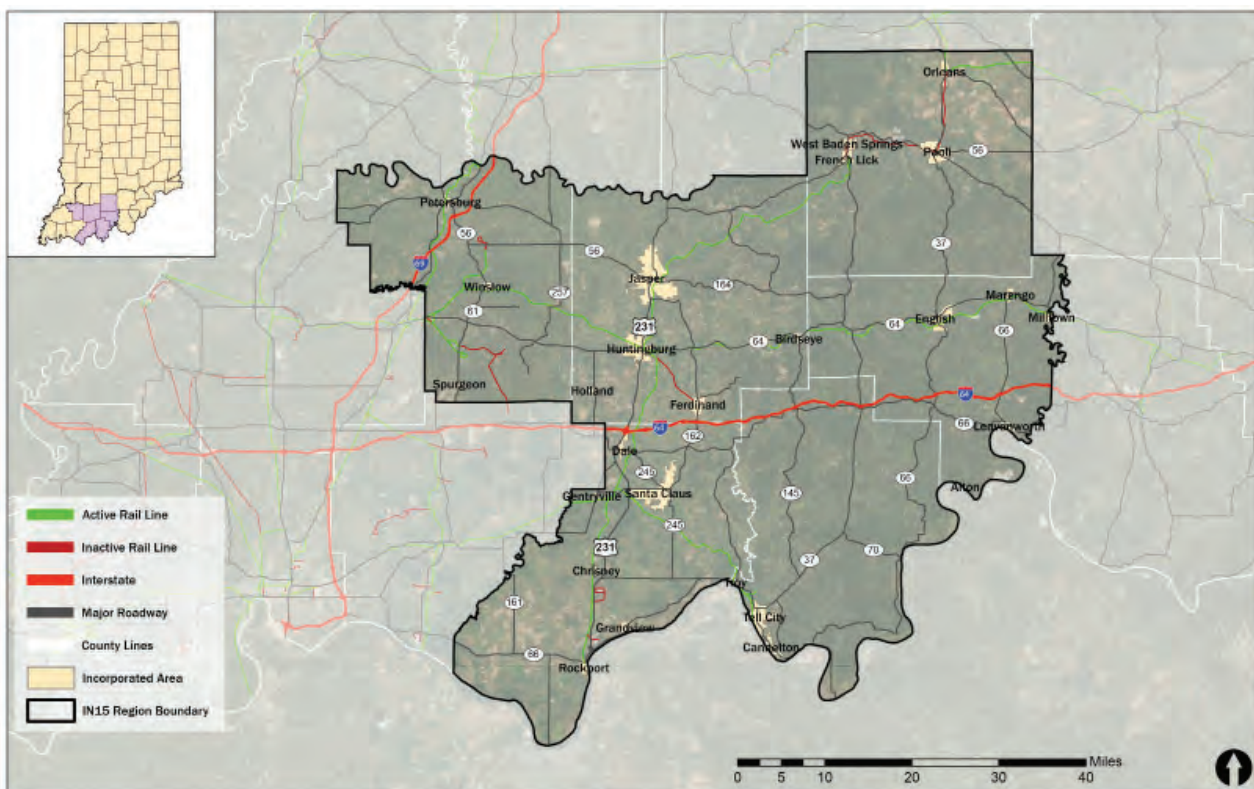 Orleans
West Baden Springs
French Lick
Paoli
56
Petersburg
56
56
37
69
Jasper
Winslow
257
164
Marengo
61
231
English
Milltown
64
66
Huntingburg
64
Birdseye
Spurgeon
Holland
64
Ferdinand
64
66
Leavenworth
162
Dale
245
66
Alton
Gentryville
Santa Claus
145
245
231
70
37
Chrisney
Troy
161
Tell City
Grandview
Cannelton
66
Rockport
Active Rail Line
Inactive Rail Line
Interstate
Major Roadway
County Lines
Incorporated Area
IN15 Region Boundary
Miles
0 5 10 20 30 40